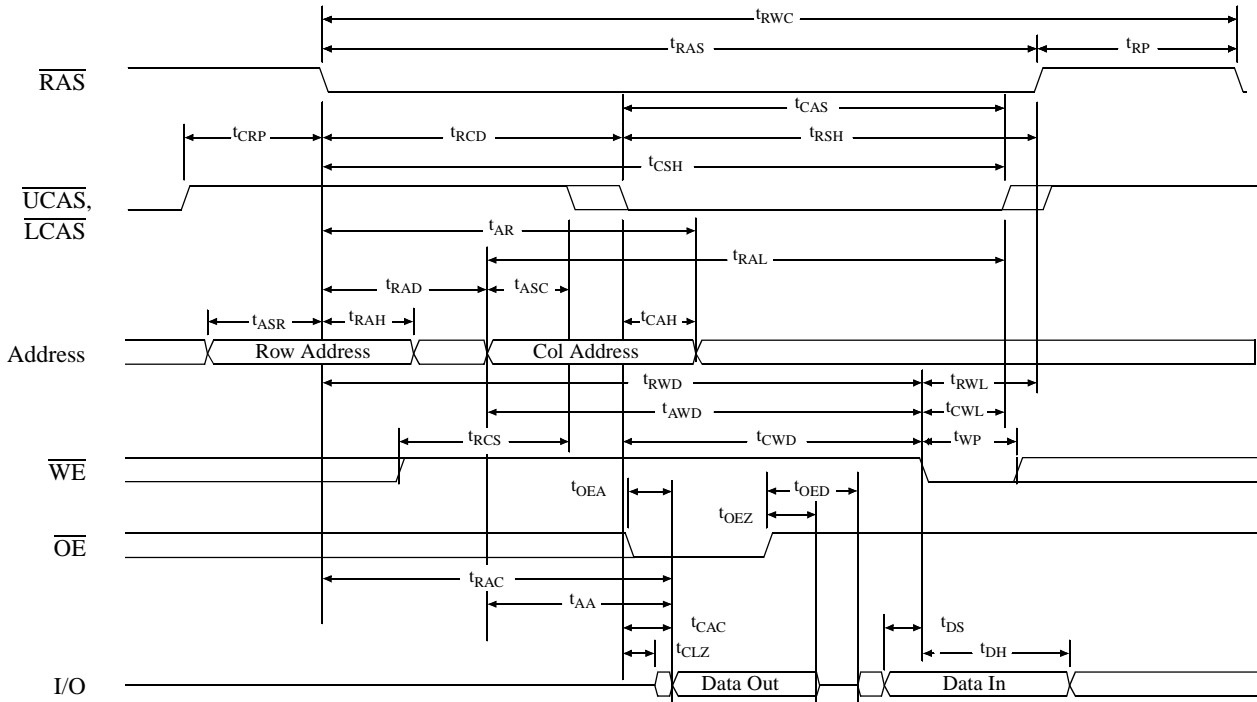 tRWC
tRAS
tRP
RAS
tCAS
tCRP
tRCD
tRSH
tCSH
UCAS,
LCAS
tAR
tRAL
tRAD
tASC
tASR
tRAH
tCAH
Address
Row Address
Col Address
tRWD
tRWL
tAWD
tCWL
tRCS
tCWD
tWP
WE
tOEA
tOED
tOEZ
OE
tRAC
tAA
tCAC
tDS
tCLZ
tDH
I/O
Data Out
Data In